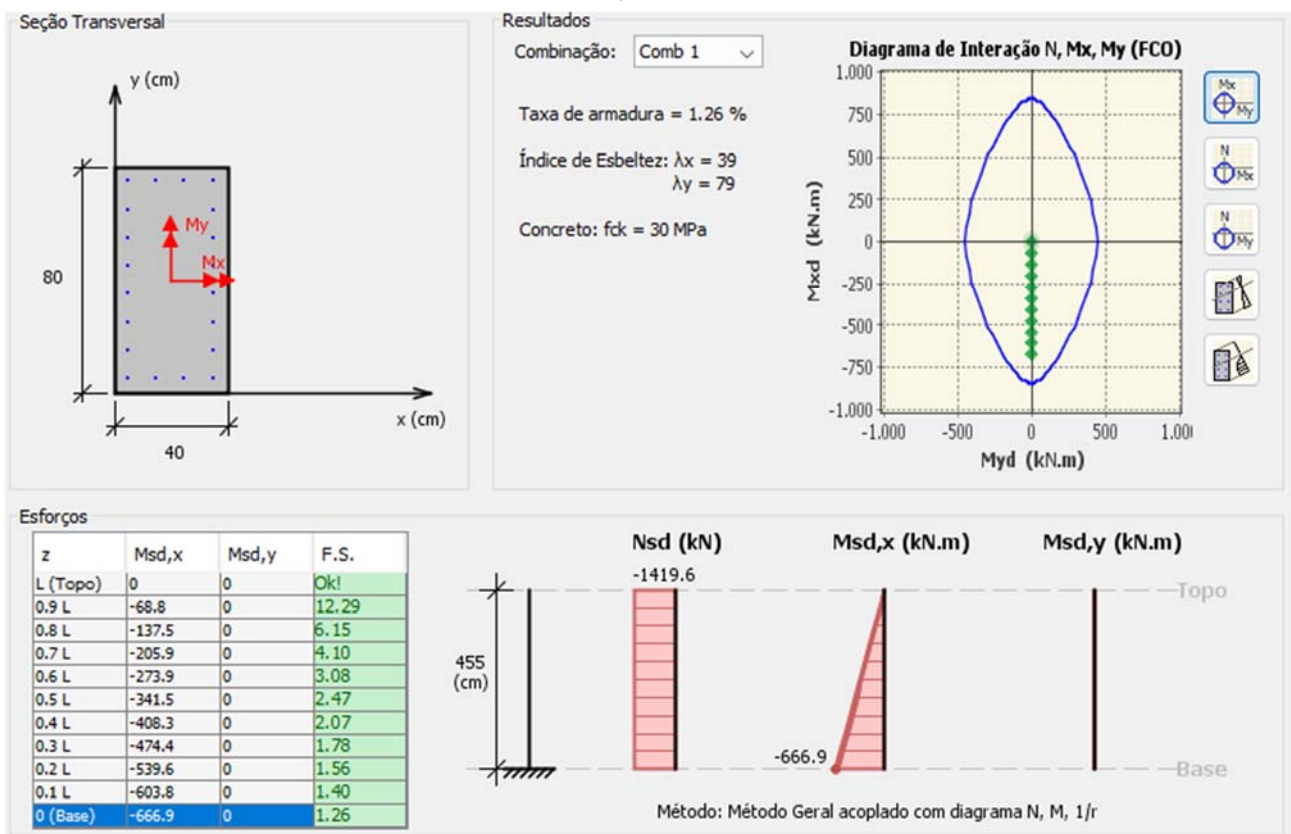 Seção Transversal
y (cm)
My
Mx
80
x (cm)
40
Resultados
Combinação: Comb 1
Taxa de armadura = 1.26 %
Índice de Esbeltez: λx = 39
λy = 79
Concreto: fck = 30 MPa
Diagrama de Interação N, Mx, My (FCO)
Mxd (kN.m)
1.000
750
500
250
0
-250
-500
-750
-1.000
-1.000 -500 0 500 1.00
Myd (kN.m)
Mx
My
N
Mx
N
My
Esforços
z Msd,x Msd,y F.S.
L (Topo) 0 0 Ok!
0.9 L -68.8 0 12.29
0.8 L -137.5 0 6.15
0.7 L -205.9 0 4.10
0.6 L -273.9 0 3.08
0.5 L -341.5 0 2.47
0.4 L -408.3 0 2.07
0.3 L -474.4 0 1.78
0.2 L -539.6 0 1.56
0.1 L -603.8 0 1.40
0 (Base) -666.9 0 1.26
Nsd (kN) Msd,x (kN.m) Msd,y (kN.m)
-1419.6
Topo
455
(cm)
-666.9
Base
Método: Método Geral acoplado com diagrama N, M, 1/r